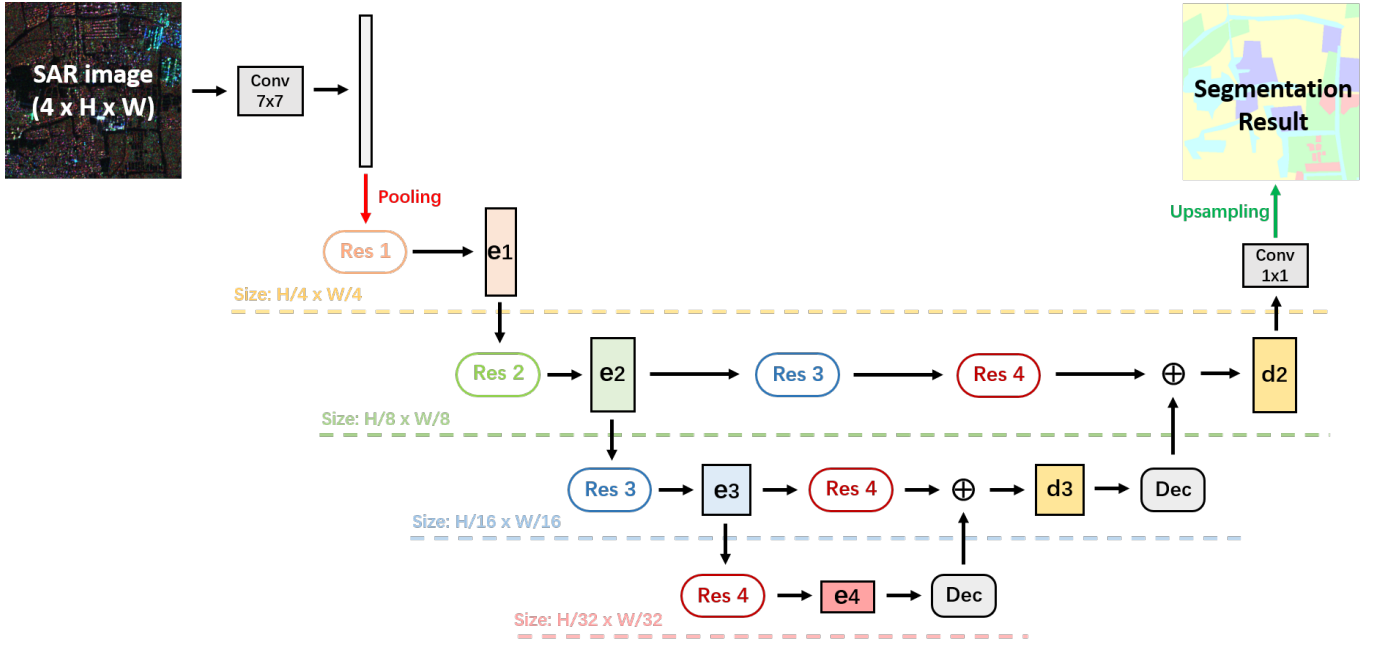 SAR image
(4 x H x W)
Conv
7x7
Segmentation
Result
Pooling
Upsampling
Res 1
e1
Conv
1x1
Size: H/4 x W/4
Res 2
e2
Res 3
Res 4
⊕
d2
Size: H/8 x W/8
Res 3
e3
Res 4
⊕
d3
Dec
Size: H/16 x W/16
Res 4
e4
Dec
Size: H/32 x W/32